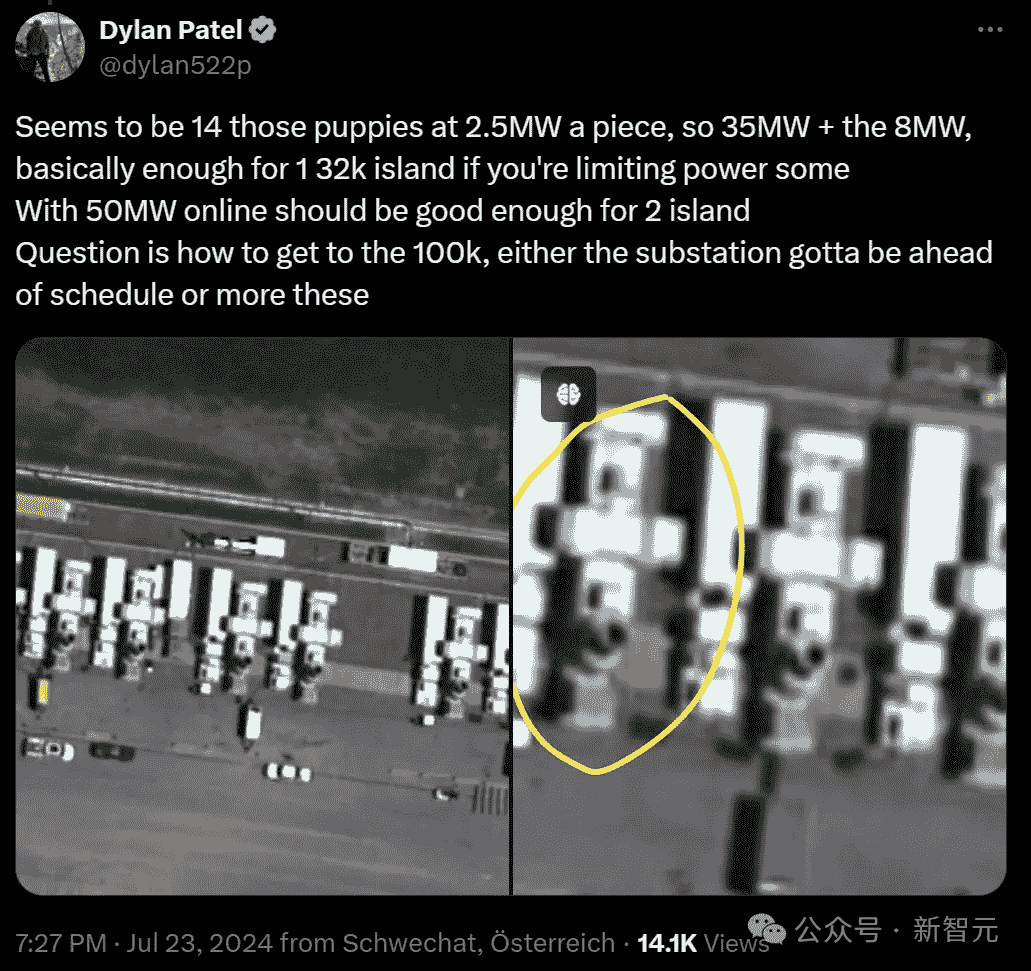 Dylan Patel
@dylan522p
Seems to be 14 those puppies at 2.5MW a piece, so 35MW + the 8MW,
basically enough for 1 32k island if you're limiting power some
With 50MW online should be good enough for 2 island
Question is how to get to the 100k, either the substation gotta be ahead
of schedule or more these
7:27 PM · Jul 23, 2024 from Schwechat, Österreich · 14.1K Views
公众号 · 新智元